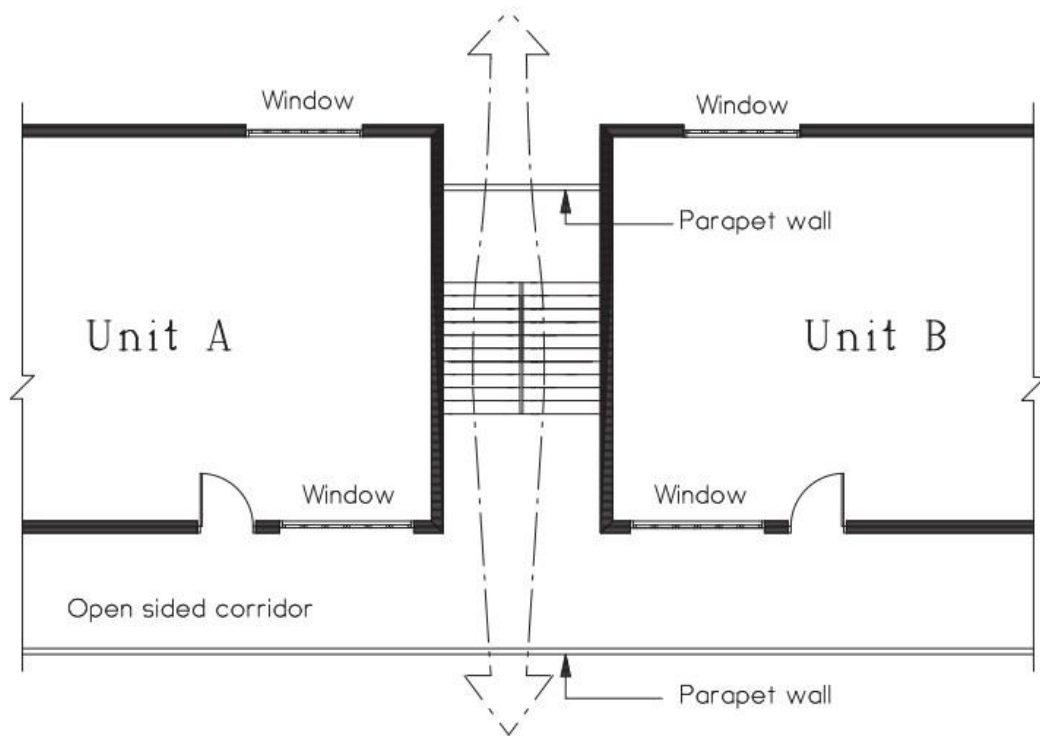 Window
Window
Parapet wall
Unit A
Unit B
Window
Window
Open sided corridor
Parapet wall